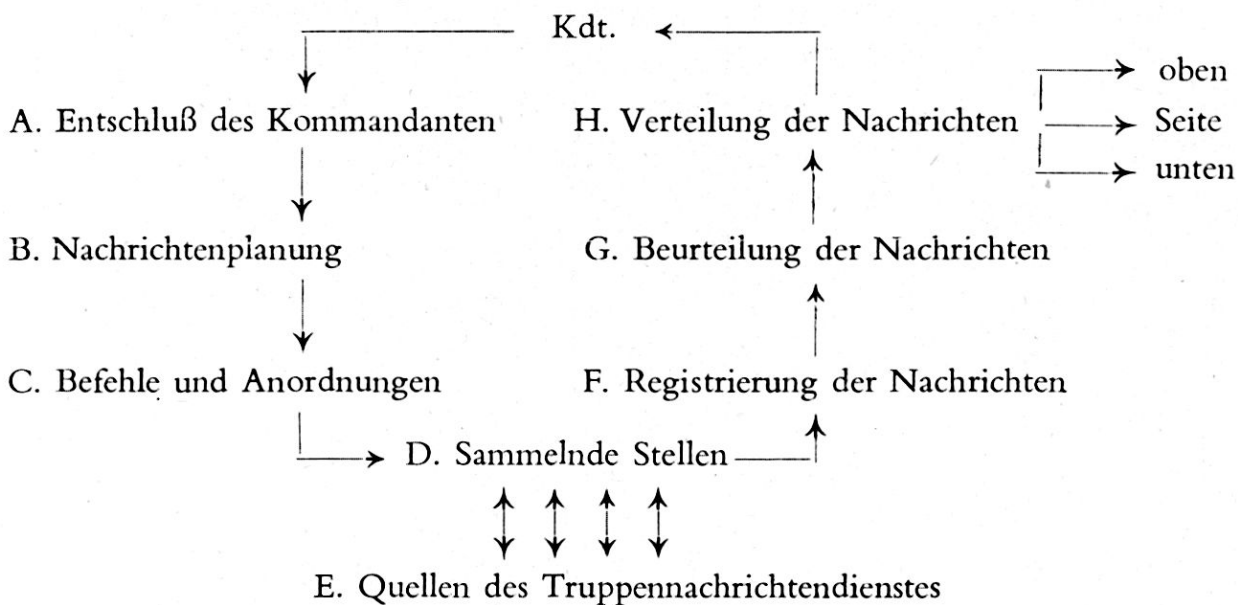 Kdt.
oben
A. Entschluß des Kommandanten
H. Verteilung der Nachrichten
Seite
unten
B. Nachrichtenplanung
G. Beurteilung der Nachrichten
C. Befehle und Anordnungen
F. Registrierung der Nachrichten
D. Sammelnde Stellen
E. Quellen des Truppennachrichtendienstes